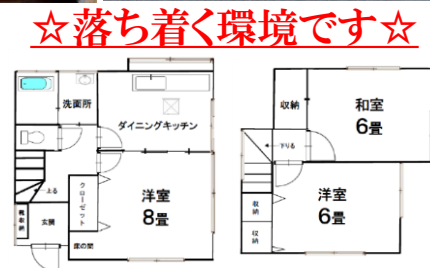 ☆落ち着く環境です☆
洗面所
ダイニングキッチン
上る
クローゼット
洋室
8畳
玄関
床の間
収納
和室
6畳
下りる
洋室
6畳
収納
収納